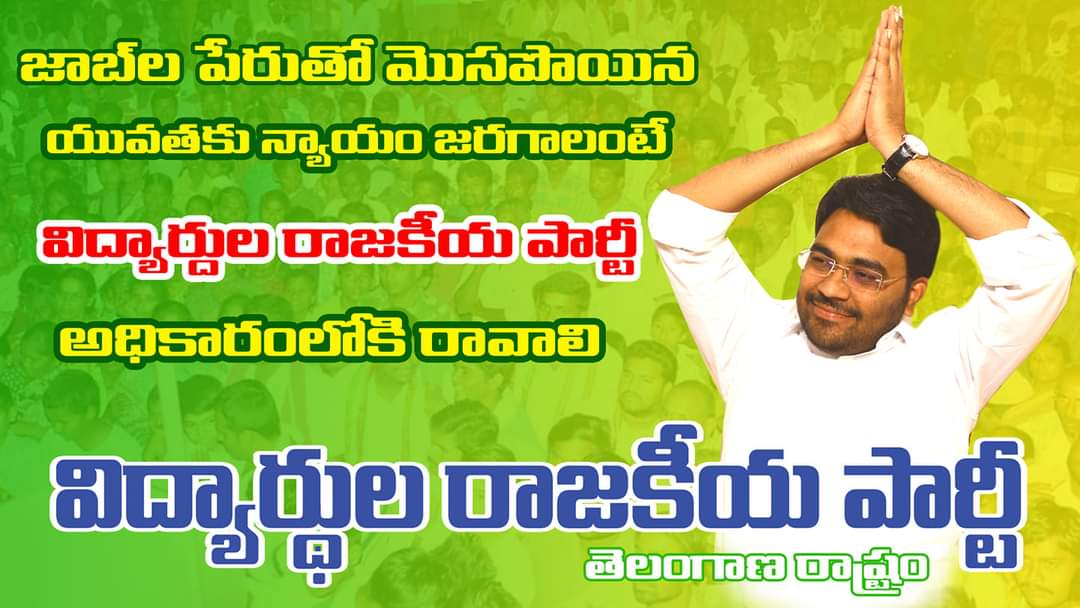 జాబ్‌ల పేరుతో మొసపొయిన
యువతకు న్యాయం జరగాలంటే
విద్యార్దుల రాజకీయ పార్టీ
అధికారంలోకి రావాలి
విద్యార్థుల రాజకీయ పార్టీ
తెలంగాణ రాష్ట్రం